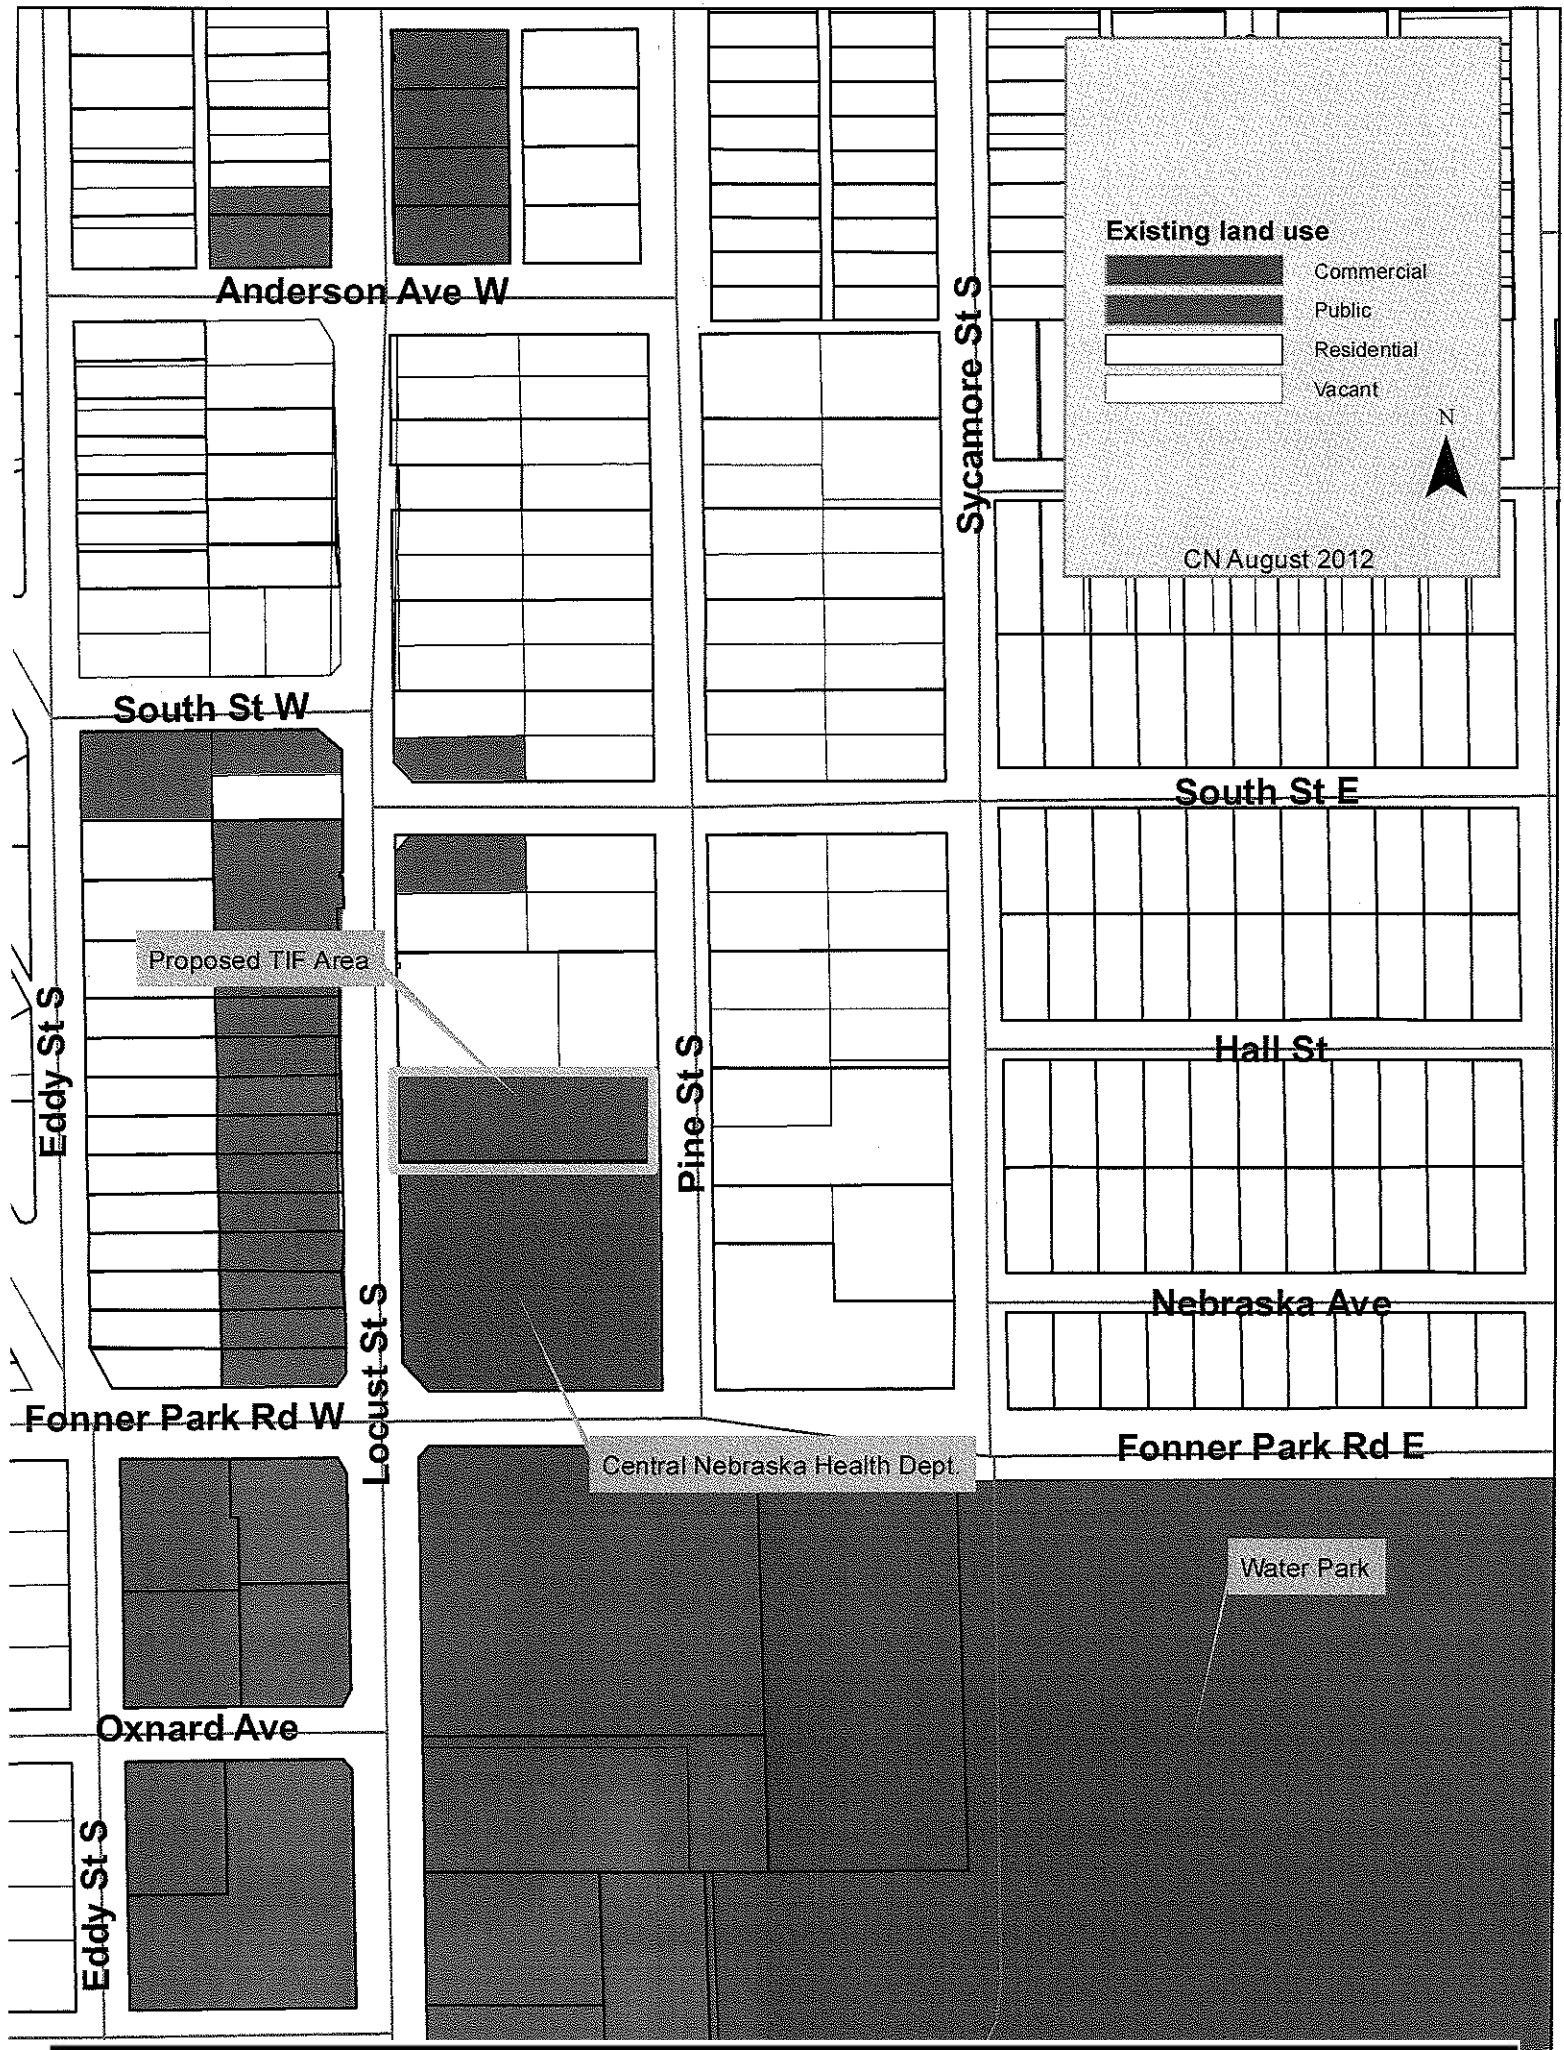 Existing land use
Commercial
Public
Residential
Vacant
N
CN August 2012
Anderson Ave W
Sycamore St S
South St W
South St E
Proposed TIF Area
Eddy St S
Hall St
Pine St S
Locust St S
Nebraska Ave
Fonner Park Rd W
Fonner Park Rd E
Central Nebraska Health Dept.
Water Park
Oxnard Ave
Eddy St S